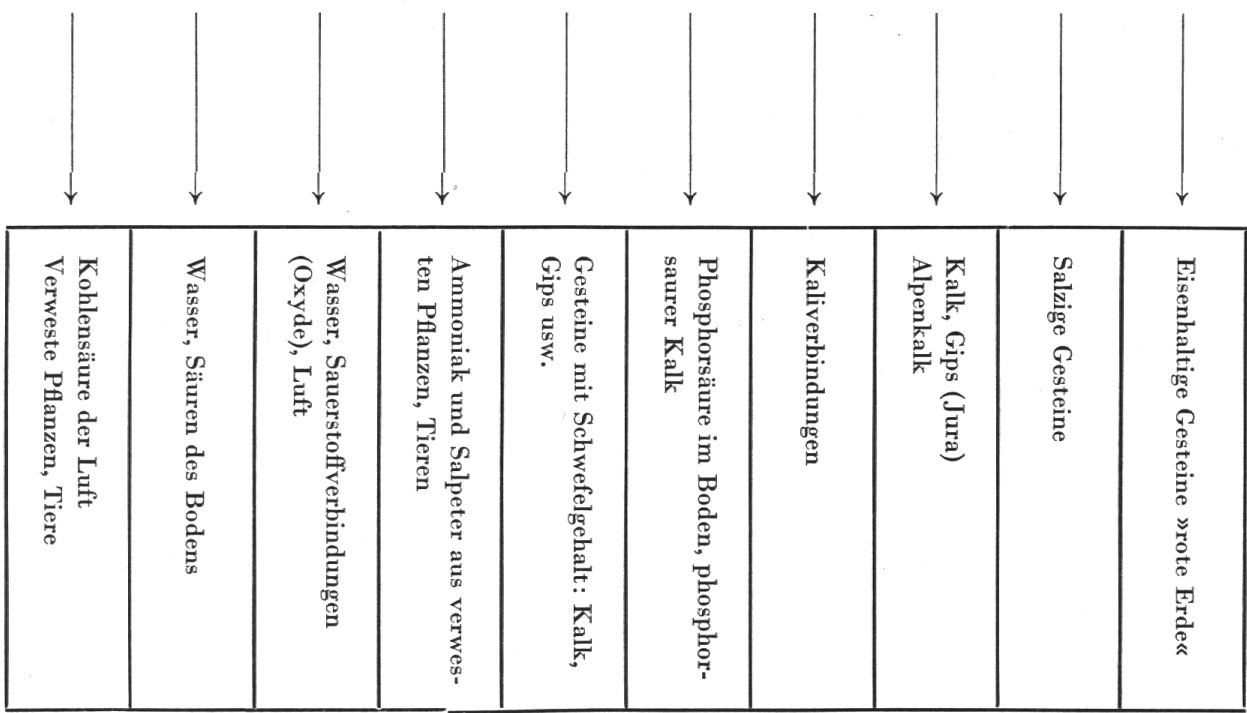 Eisenhaltige Gesteine »rote Erde«
Salzige Gesteine
Kalk, Gips (Jura)
Alpenkalk
Kaliverbindungen
Phosphorsäure im Boden, phosphor-
saurer Kalk
Gesteine mit Schwefelgehalt: Kalk,
Gips usw.
Ammoniak und Salpeter aus verwes-
ten Pflanzen, Tieren
Wasser, Sauerstoffverbindungen
(Oxyde), Luft
Wasser, Säuren des Bodens
Kohlensäure der Luft
Verweste Pflanzen, Tiere